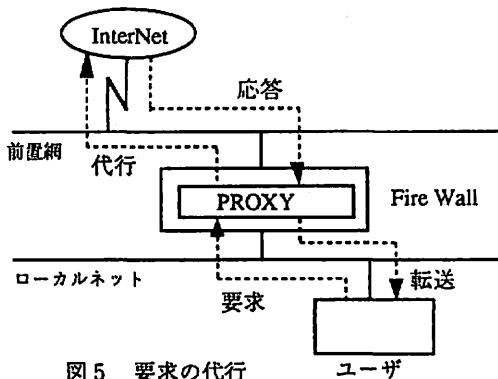 InterNet
応答
前置網
代行
PROXY
Fire Wall
ローカルネット
要求
転送
図5 要求の代行
ユーザ